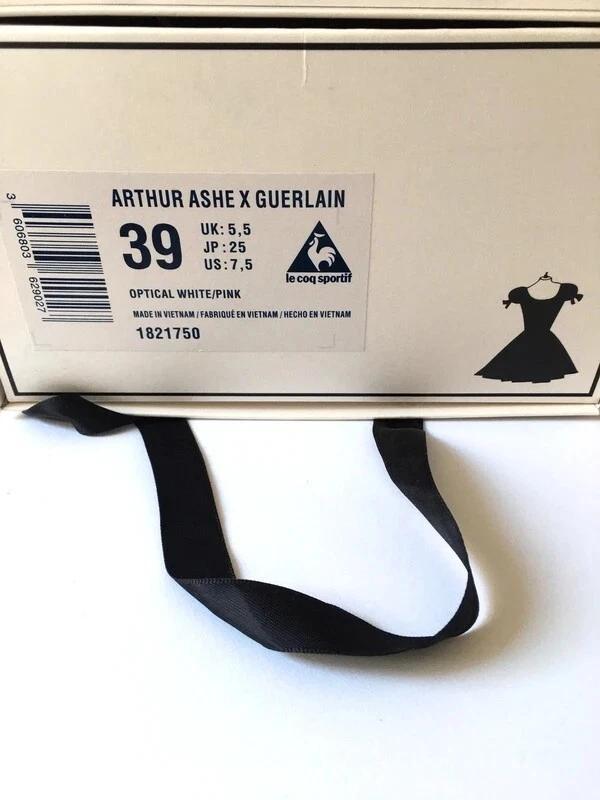 ARTHUR ASHE X GUERLAIN
39
UK: 5,5
JP : 25
US : 7,5
le coq sportif
OPTICAL WHITE/PINK
MADE IN VIETNAM / FABRIQUÉ EN VIETNAM / HECHO EN VIETNAM
1821750
3 606803 629027